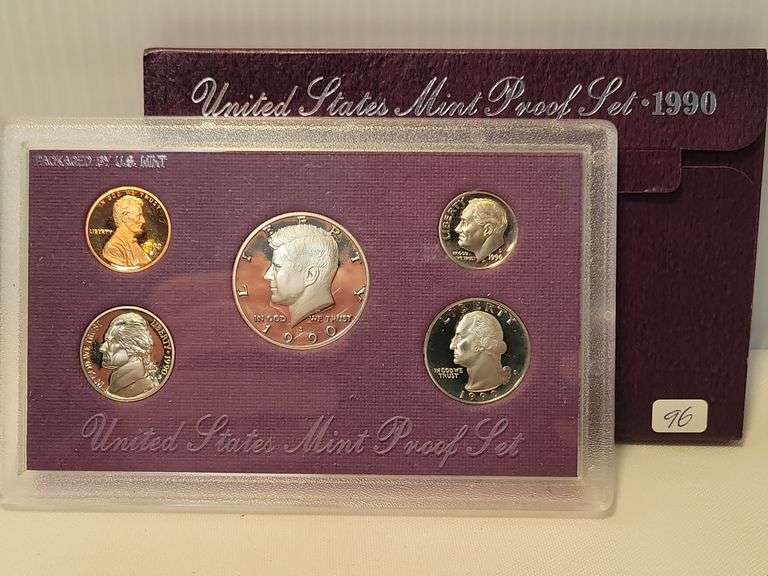 United States Mint Proof Set · 1990
PACKAGED BY U.S. MINT
IN GOD WE TRUST
LIBERTY
LIBERTY
IN GOD WE TRUST
1990
S
LIBERTY
IN GOD
WE TRUST
1990
IN GOD WE TRUST
LIBERTY · 1990
LIBERTY
IN GOD WE
TRUST
S
United States Mint Proof Set
96